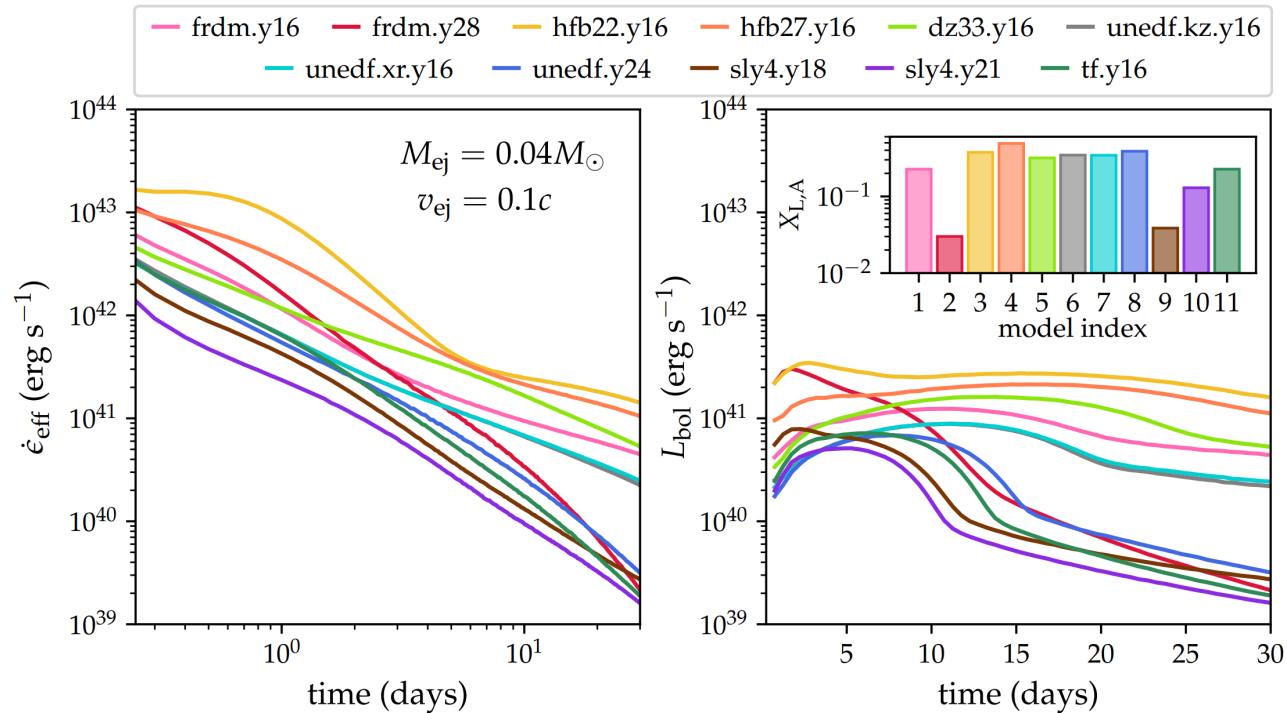 frdm.y16 frdm.y28 hfb22.y16 hfb27.y16 dz33.y16 unedf.kz.y16
unedf.xr.y16 unedf.y24 sly4.y18 sly4.y21 tf.y16
10^44
10^43
10^42
10^41
10^40
10^39
ε̇_eff (erg s^−1)
M_ej = 0.04M_⊙
v_ej = 0.1c
10^0 10^1
time (days)
10^44
10^43
10^42
10^41
10^40
10^39
L_bol (erg s^−1)
X_L,A
10^−1
10^−2
1 2 3 4 5 6 7 8 9 10 11
model index
5 10 15 20 25 30
time (days)